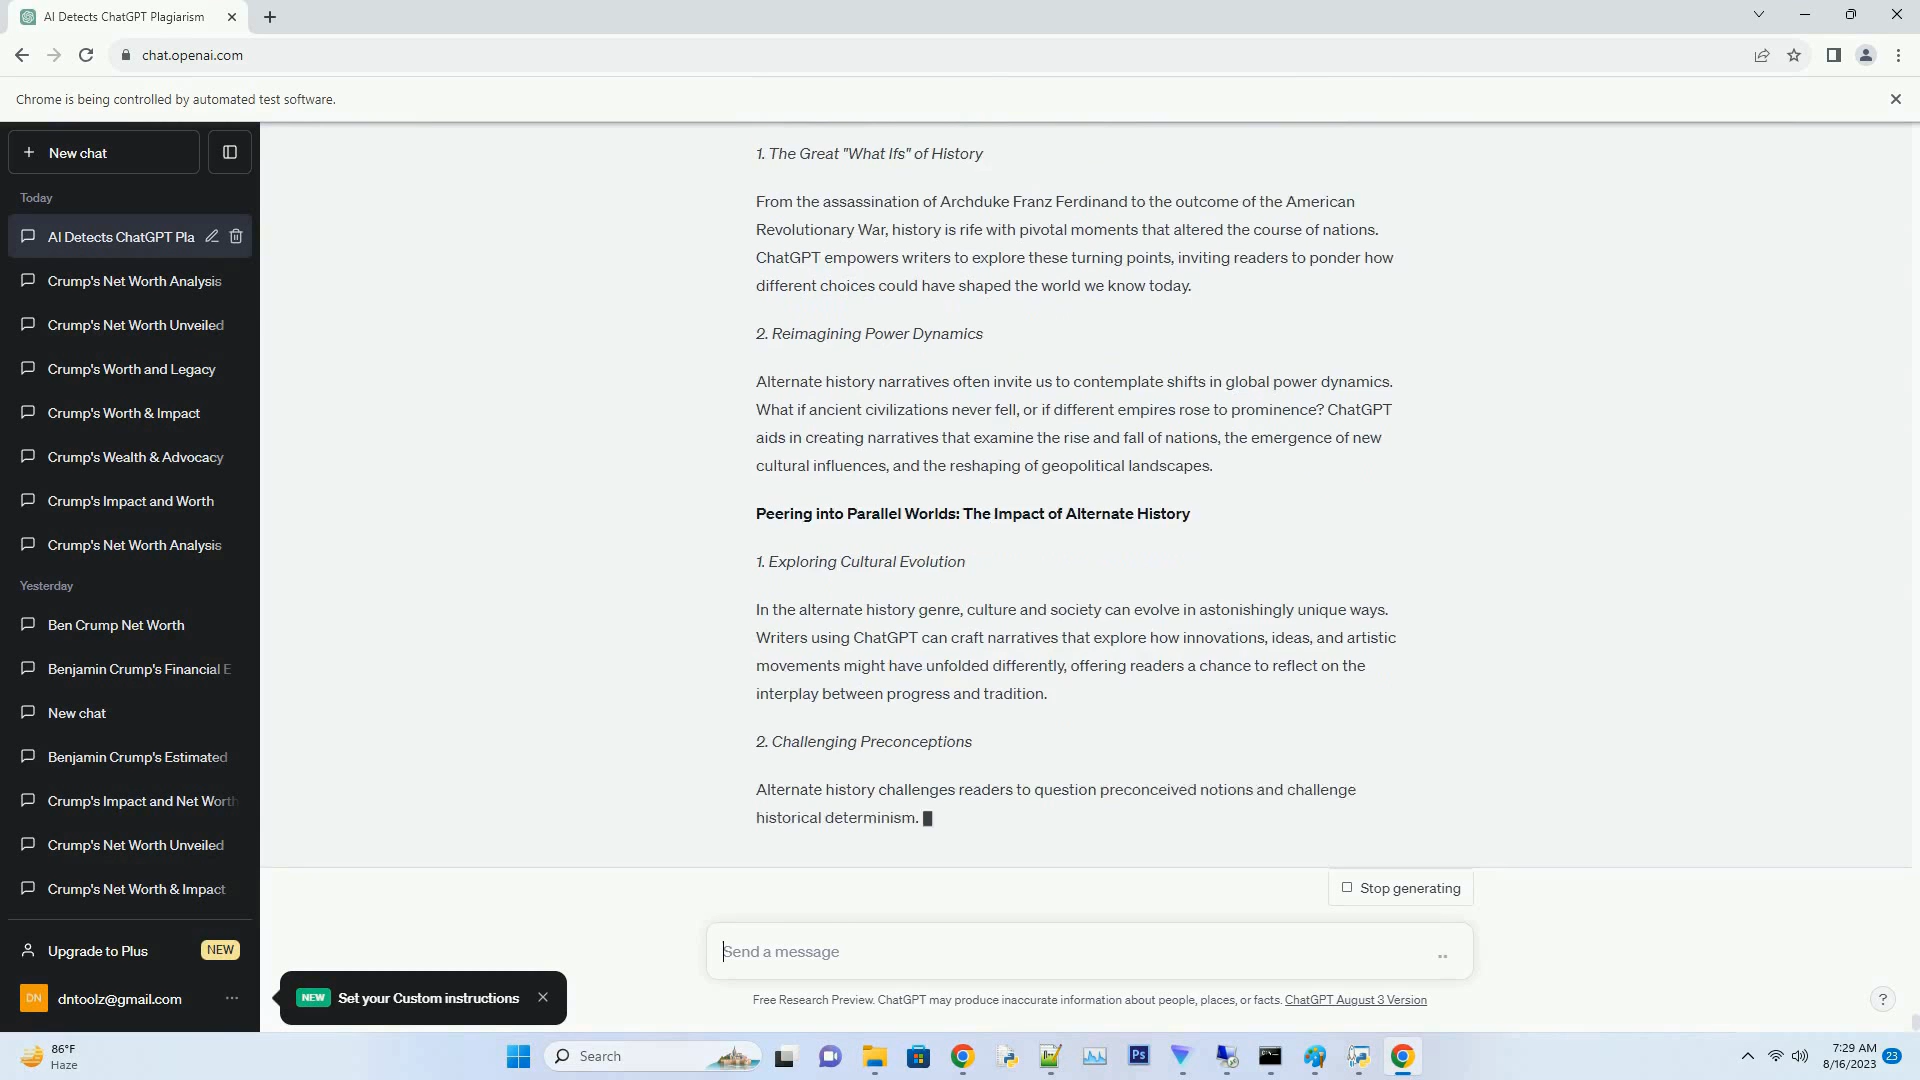 AI Detects ChatGPT Plagiarism
chat.openai.com
Chrome is being controlled by automated test software.
New chat
Today
AI Detects ChatGPT Pla
Crump's Net Worth Analysis
Crump's Net Worth Unveiled
Crump's Worth and Legacy
Crump's Worth & Impact
Crump's Wealth & Advocacy
Crump's Impact and Worth
Crump's Net Worth Analysis
Yesterday
Ben Crump Net Worth
Benjamin Crump's Financial E
New chat
Benjamin Crump's Estimated
Crump's Impact and Net Worth
Crump's Net Worth Unveiled
Crump's Net Worth & Impact
Upgrade to Plus NEW
DN dntoolz@gmail.com
1. The Great "What Ifs" of History
From the assassination of Archduke Franz Ferdinand to the outcome of the American
Revolutionary War, history is rife with pivotal moments that altered the course of nations.
ChatGPT empowers writers to explore these turning points, inviting readers to ponder how
different choices could have shaped the world we know today.
2. Reimagining Power Dynamics
Alternate history narratives often invite us to contemplate shifts in global power dynamics.
What if ancient civilizations never fell, or if different empires rose to prominence? ChatGPT
aids in creating narratives that examine the rise and fall of nations, the emergence of new
cultural influences, and the reshaping of geopolitical landscapes.
Peering into Parallel Worlds: The Impact of Alternate History
1. Exploring Cultural Evolution
In the alternate history genre, culture and society can evolve in astonishingly unique ways.
Writers using ChatGPT can craft narratives that explore how innovations, ideas, and artistic
movements might have unfolded differently, offering readers a chance to reflect on the
interplay between progress and tradition.
2. Challenging Preconceptions
Alternate history challenges readers to question preconceived notions and challenge
historical determinism.
Stop generating
Send a message
NEW Set your Custom instructions
Free Research Preview. ChatGPT may produce inaccurate information about people, places, or facts. ChatGPT August 3 Version
?
86°F
Haze
Search
Ps
7:29 AM
8/16/2023
23